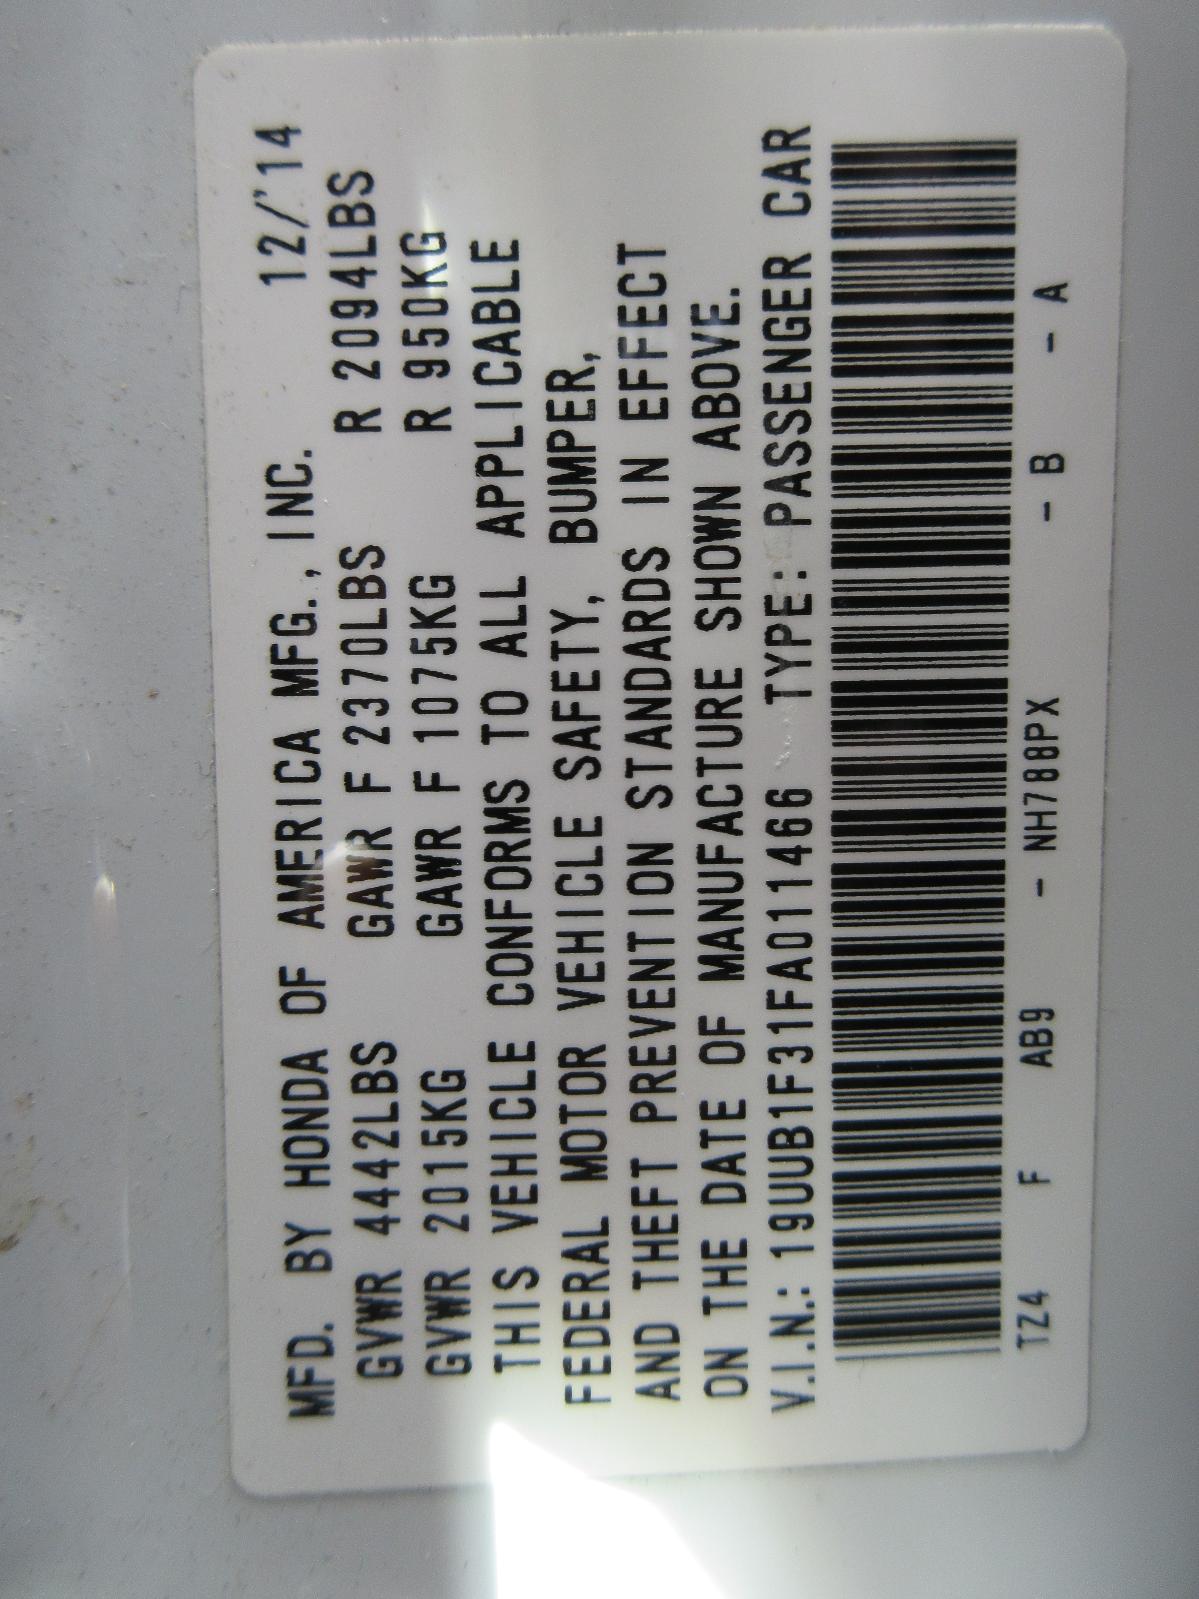 MFD. BY HONDA OF AMERICA MFG., INC. 12/'14
GVWR 4442LBS GAWR F 2370LBS R 2094LBS
GVWR 2015KG GAWR F 1075KG R 950KG
THIS VEHICLE CONFORMS TO ALL APPLICABLE
FEDERAL MOTOR VEHICLE SAFETY, BUMPER,
AND THEFT PREVENTION STANDARDS IN EFFECT
ON THE DATE OF MANUFACTURE SHOWN ABOVE.
V.I.N.: 19UUB1F31FA011466 TYPE: PASSENGER CAR
TZ4 F AB9 - NH788PX - B - A